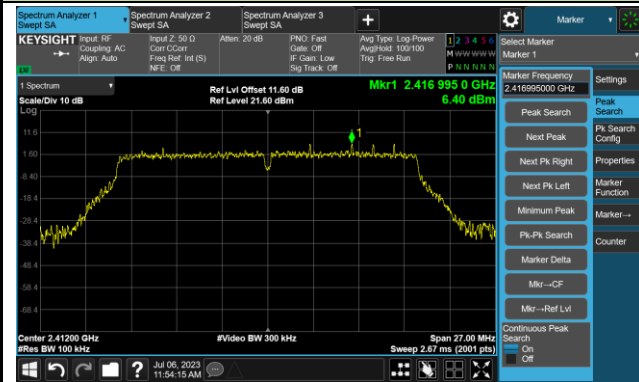 Spectrum Analyzer 1
Swept SA
Spectrum Analyzer 2
Swept SA
Spectrum Analyzer 3
Swept SA
+
Marker
KEYSIGHT
Input: RF
Coupling: AC
Align: Auto
Input Z: 50 Ω
Corr CCorr
Freq Ref: Int (S)
NFE: Off
Atten: 20 dB
PNO: Fast
Gate: Off
IF Gain: Low
Sig Track: Off
Avg Type: Log-Power
Avg|Hold: 100/100
Trig: Free Run
1 2 3 4 5 6
M W W W W W
P N N N N N
Select Marker
Marker 1
1 Spectrum
Scale/Div 10 dB
Log
Ref Lvl Offset 11.60 dB
Ref Level 21.60 dBm
Mkr1 2.416 995 0 GHz
6.40 dBm
11.6
1.60
-8.40
-18.4
-28.4
-38.4
-48.4
-58.4
-68.4
1
Center 2.41200 GHz
#Res BW 100 kHz
#Video BW 300 kHz
Span 27.00 MHz
Sweep 2.67 ms (2001 pts)
Marker Frequency
2.416995000 GHz
Peak Search
Next Peak
Next Pk Right
Next Pk Left
Minimum Peak
Pk-Pk Search
Marker Delta
Mkr→CF
Mkr→Ref Lvl
Continuous Peak
Search
On
Off
Settings
Peak
Search
Pk Search
Config
Properties
Marker
Function
Marker→
Counter
?
Jul 06, 2023
11:54:15 AM